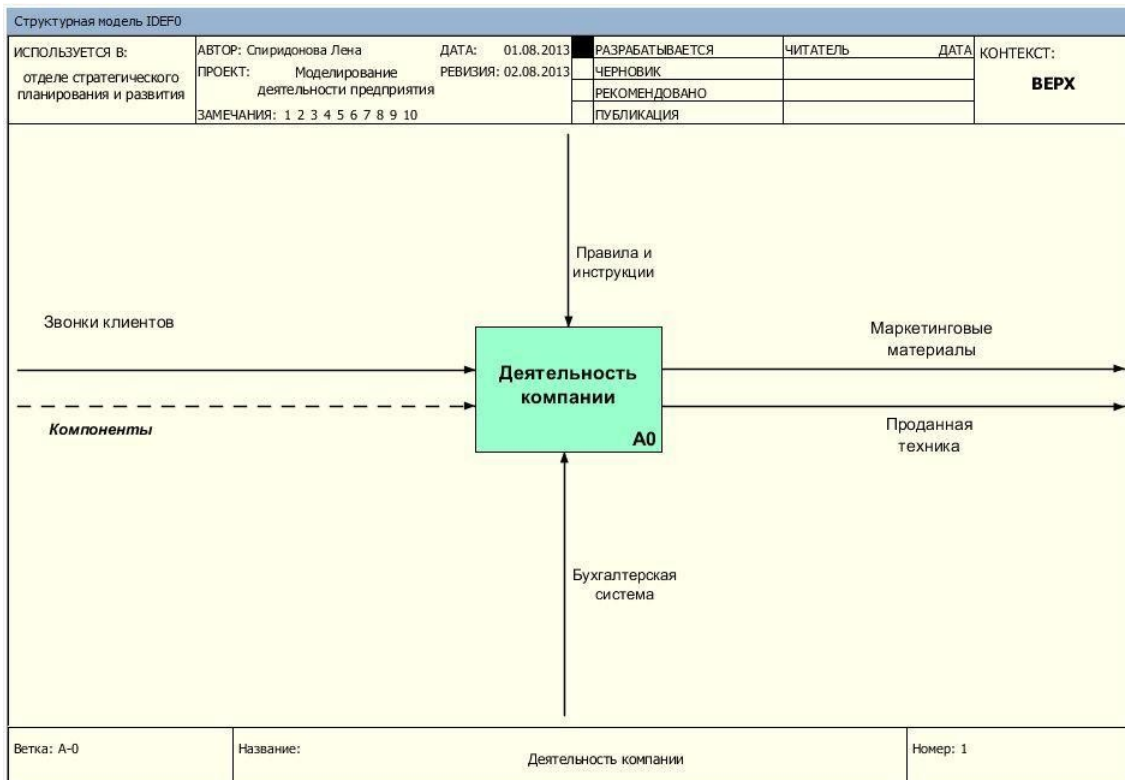 Структурная модель IDEF0
ИСПОЛЬЗУЕТСЯ В:
отделе стратегического
планирования и развития
АВТОР: Спиридонова Лена
ДАТА: 01.08.2013
ПРОЕКТ: Моделирование
деятельности предприятия
РЕВИЗИЯ: 02.08.2013
ЗАМЕЧАНИЯ: 1 2 3 4 5 6 7 8 9 10
РАЗРАБАТЫВАЕТСЯ
ЧЕРНОВИК
РЕКОМЕНДОВАНО
ПУБЛИКАЦИЯ
ЧИТАТЕЛЬ ДАТА
КОНТЕКСТ:
ВЕРХ
Правила и
инструкции
Звонки клиентов
Компоненты
Деятельность
компании
A0
Маркетинговые
материалы
Проданная
техника
Бухгалтерская
система
Ветка: A-0
Название:
Деятельность компании
Номер: 1